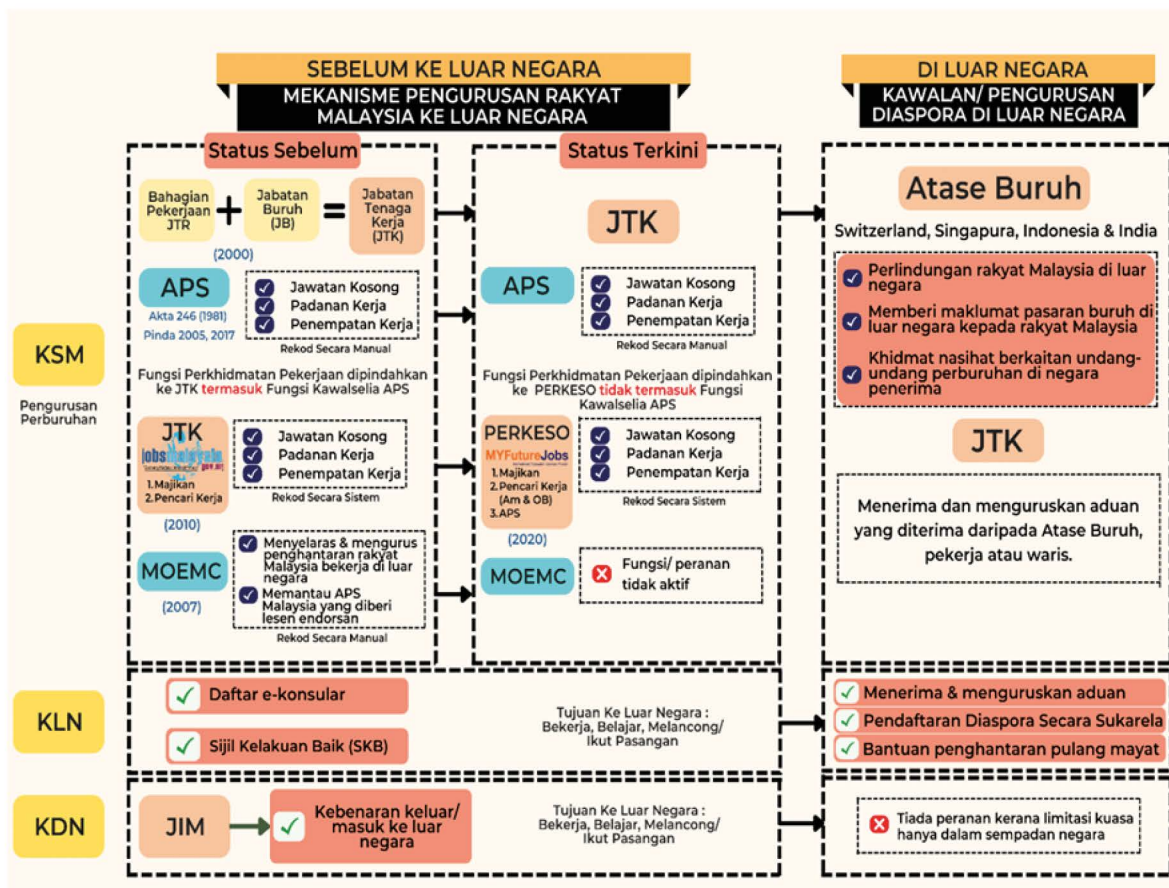 SEBELUM KE LUAR NEGARA
MEKANISME PENGURUSAN RAKYAT
MALAYSIA KE LUAR NEGARA
DI LUAR NEGARA
KAWALAN/ PENGURUSAN
DIASPORA DI LUAR NEGARA
KSM
Pengurusan
Perburuhan
Status Sebelum
Bahagian
Pekerjaan
JTR
+
Jabatan
Buruh
(JB)
=
Jabatan
Tenaga
Kerja
(JTK)
(2000)
APS
Akta 246 (1981)
Pinda 2005, 2017
Jawatan Kosong
Padanan Kerja
Penempatan Kerja
Rekod Secara Manual
Fungsi Perkhidmatan Pekerjaan dipindahkan
ke JTK termasuk Fungsi Kawalselia APS
JTK
jobsmalaysia
gov.my
1.Majikan
2.Pencari Kerja
(2010)
Jawatan Kosong
Padanan Kerja
Penempatan Kerja
Rekod Secara Sistem
MOEMC
(2007)
Menyelaras & mengurus
penghantaran rakyat
Malaysia bekerja di luar
negara
Memantau APS
Malaysia yang diberi
lesen endorsan
Rekod Secara Manual
Status Terkini
JTK
APS
Jawatan Kosong
Padanan Kerja
Penempatan Kerja
Rekod Secara Manual
Fungsi Perkhidmatan Pekerjaan dipindahkan
ke PERKESO tidak termasuk Fungsi
Kawalselia APS
PERKESO
MYFutureJobs
1.Majikan
2.Pencari Kerja
(Am & OB)
3.APS
(2020)
Jawatan Kosong
Padanan Kerja
Penempatan Kerja
Rekod Secara Sistem
MOEMC
Fungsi/ peranan
tidak aktif
Atase Buruh
Switzerland, Singapura, Indonesia & India
Perlindungan rakyat Malaysia di luar
negara
Memberi maklumat pasaran buruh di
luar negara kepada rakyat Malaysia
Khidmat nasihat berkaitan undang-
undang perburuhan di negara
penerima
JTK
Menerima dan menguruskan aduan
yang diterima daripada Atase Buruh,
pekerja atau waris.
KLN
Daftar e-konsular
Sijil Kelakuan Baik (SKB)
Tujuan Ke Luar Negara :
Bekerja, Belajar, Melancong/
Ikut Pasangan
Menerima & menguruskan aduan
Pendaftaran Diaspora Secara Sukarela
Bantuan penghantaran pulang mayat
KDN
JIM
Kebenaran keluar/
masuk ke luar
negara
Tujuan Ke Luar Negara :
Bekerja, Belajar, Melancong/
Ikut Pasangan
Tiada peranan kerana limitasi kuasa
hanya dalam sempadan negara